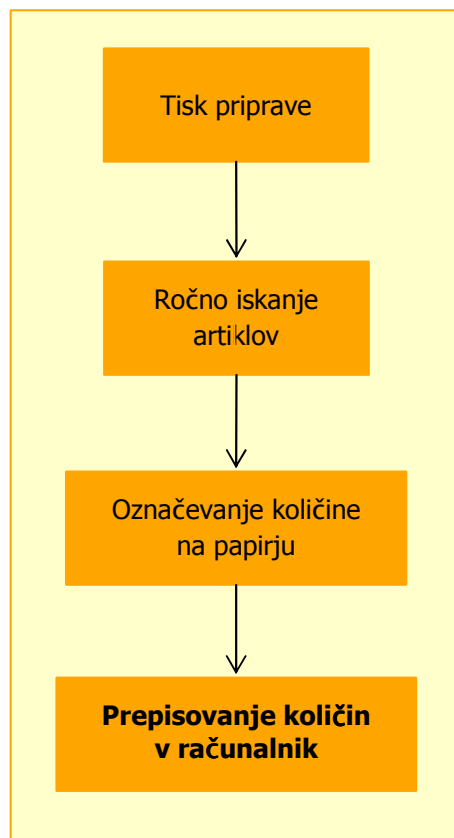 Tisk priprave
Ročno iskanje
artiklov
Označevanje količine
na papirju
Prepisovanje količin
v računalnik